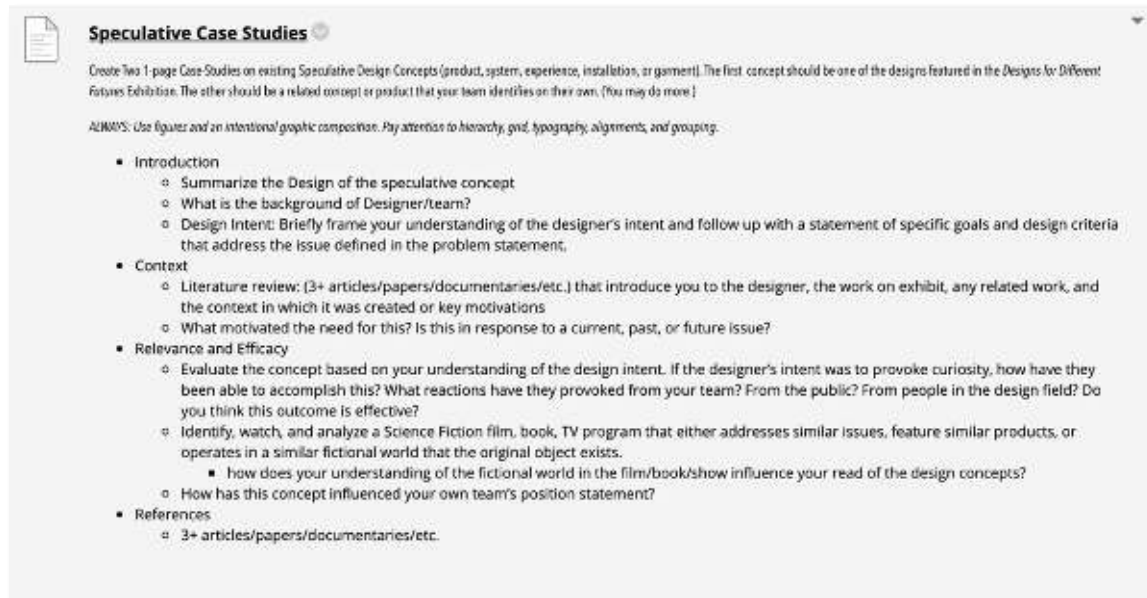 Speculative Case Studies
Create Two 1-page Case-Studies on existing Speculative Design Concepts (product, system, experience, installation, or garment). The first concept should be one of the designs featured in the Designs for Different
Futures Exhibition. The other should be a related concept or product that your team identifies on their own. (You may do more.)
ALWAYS: Use figures and an intentional graphic composition. Pay attention to hierarchy, grid, typography, alignments, and grouping.
• Introduction
◦ Summarize the Design of the speculative concept
◦ What is the background of Designer/team?
◦ Design Intent: Briefly frame your understanding of the designer's intent and follow up with a statement of specific goals and design criteria
that address the issue defined in the problem statement.
• Context
◦ Literature review: (3+ articles/papers/documentaries/etc.) that introduce you to the designer, the work on exhibit, any related work, and
the context in which it was created or key motivations
◦ What motivated the need for this? Is this in response to a current, past, or future issue?
• Relevance and Efficacy
◦ Evaluate the concept based on your understanding of the design intent. If the designer's intent was to provoke curiosity, how have they
been able to accomplish this? What reactions have they provoked from your team? From the public? From people in the design field? Do
you think this outcome is effective?
◦ Identify, watch, and analyze a Science Fiction film, book, TV program that either addresses similar issues, feature similar products, or
operates in a similar fictional world that the original object exists.
▪ how does your understanding of the fictional world in the film/book/show influence your read of the design concepts?
◦ How has this concept influenced your own team's position statement?
• References
◦ 3+ articles/papers/documentaries/etc.